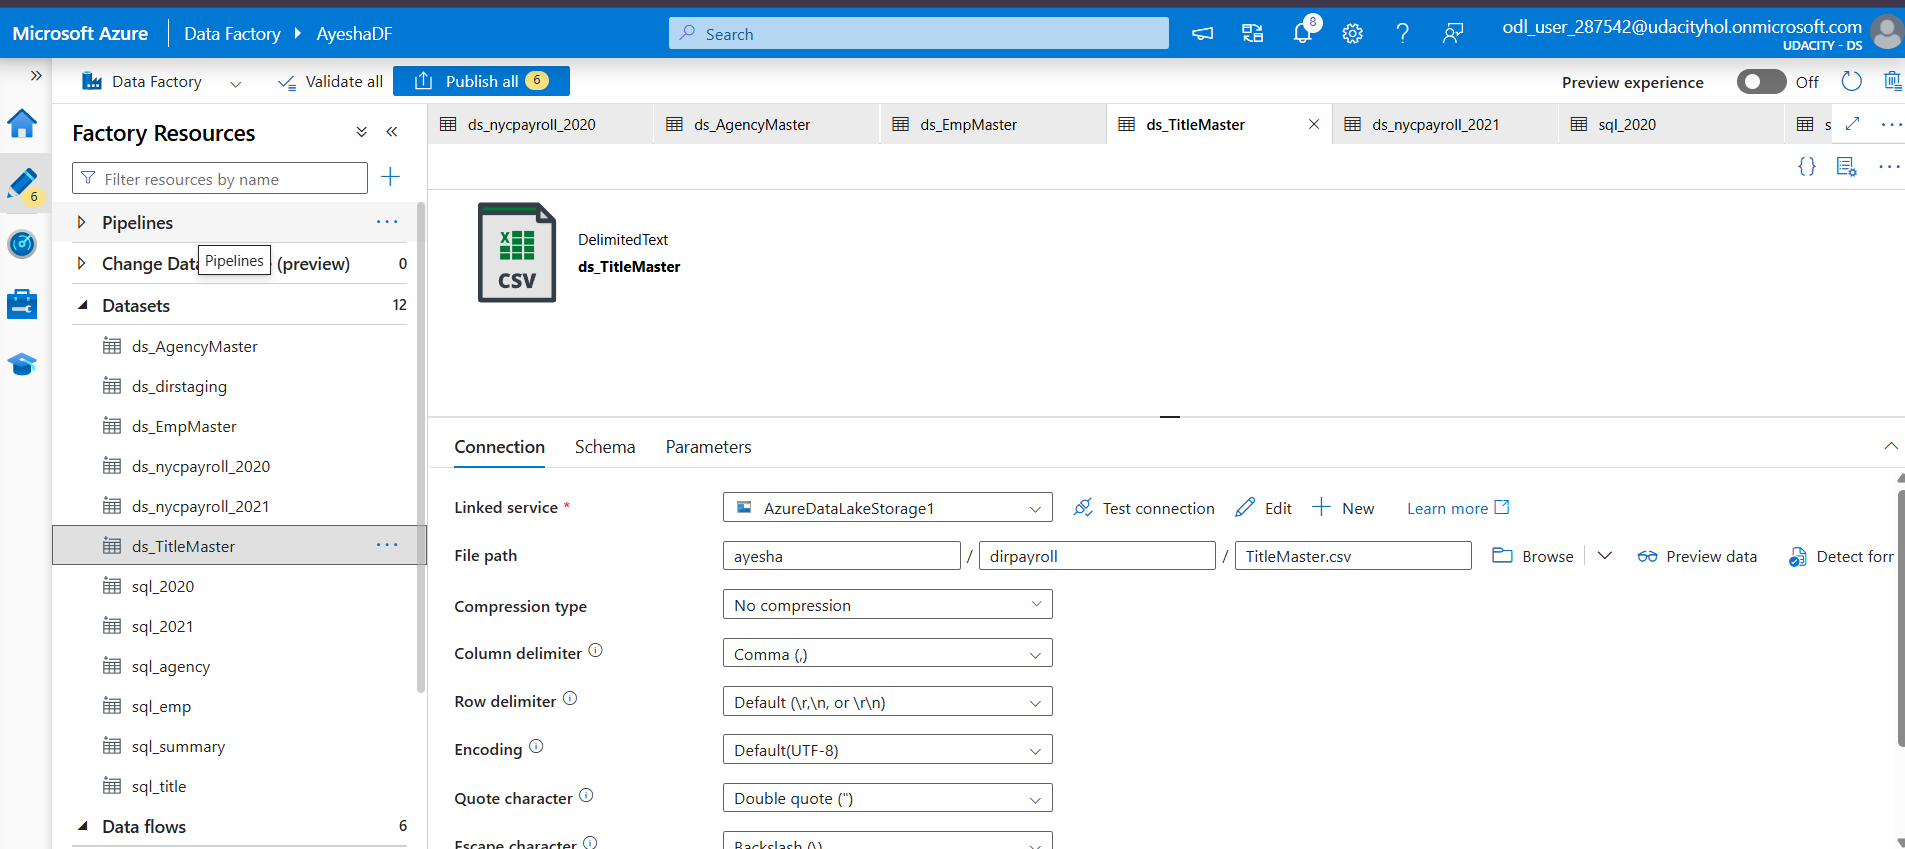 Microsoft Azure
Data Factory
AyeshaDF
Search
8
odl_user_287542@udacityhol.onmicrosoft.com
UDACITY - DS
Data Factory
Validate all
Publish all
6
Preview experience
Off
Factory Resources
Filter resources by name
6
Pipelines
Change Dat
(preview)
0
Pipelines
Datasets
12
ds_AgencyMaster
ds_dirstaging
ds_EmpMaster
ds_nycpayroll_2020
ds_nycpayroll_2021
ds_TitleMaster
sql_2020
sql_2021
sql_agency
sql_emp
sql_summary
sql_title
Data flows
6
ds_nycpayroll_2020
ds_AgencyMaster
ds_EmpMaster
ds_TitleMaster
ds_nycpayroll_2021
sql_2020
s
{}
X
CSV
DelimitedText
ds_TitleMaster
Connection
Schema
Parameters
Linked service *
AzureDataLakeStorage1
Test connection
Edit
New
Learn more
File path
ayesha
/
dirpayroll
/
TitleMaster.csv
Browse
Preview data
Detect for
Compression type
No compression
Column delimiter
Comma (,)
Row delimiter
Default (\r,\n, or \r\n)
Encoding
Default(UTF-8)
Quote character
Double quote (")
Escape character
Backslash (\)